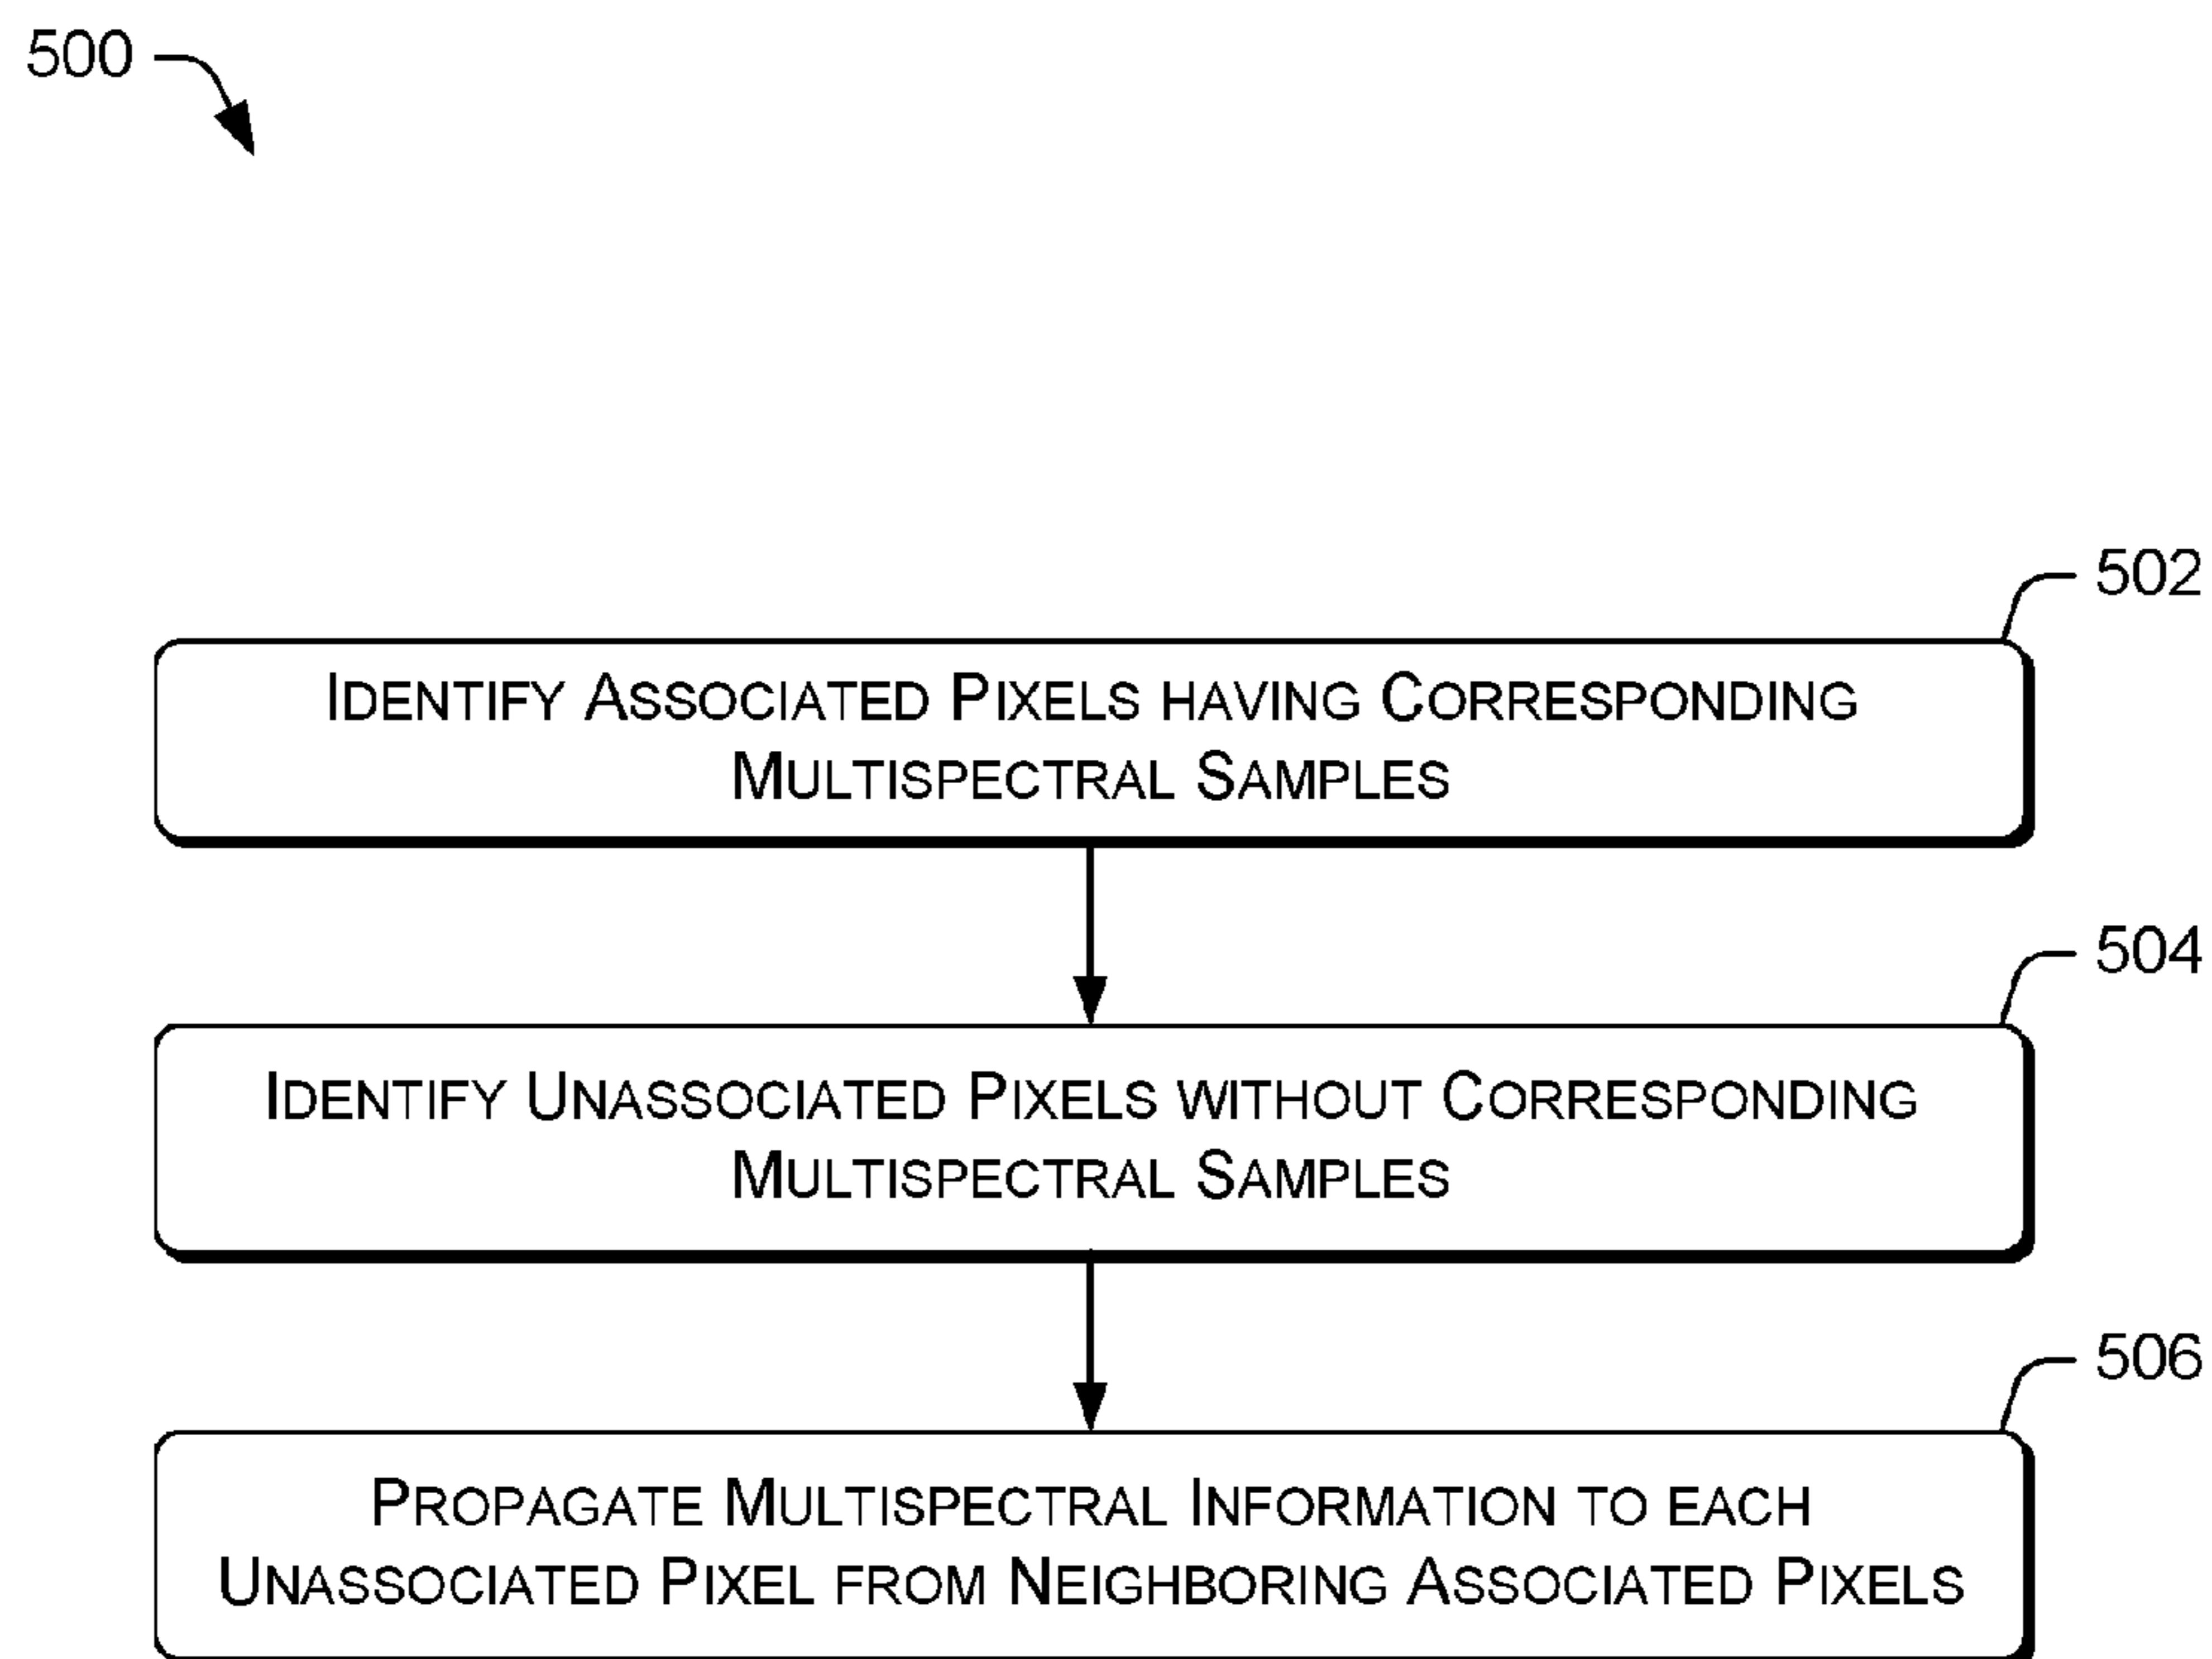 500
502
IDENTIFY ASSOCIATED PIXELS HAVING CORRESPONDING
MULTISPECTRAL SAMPLES
504
IDENTIFY UNASSOCIATED PIXELS WITHOUT CORRESPONDING
MULTISPECTRAL SAMPLES
506
PROPAGATE MULTISPECTRAL INFORMATION TO EACH
UNASSOCIATED PIXEL FROM NEIGHBORING ASSOCIATED PIXELS